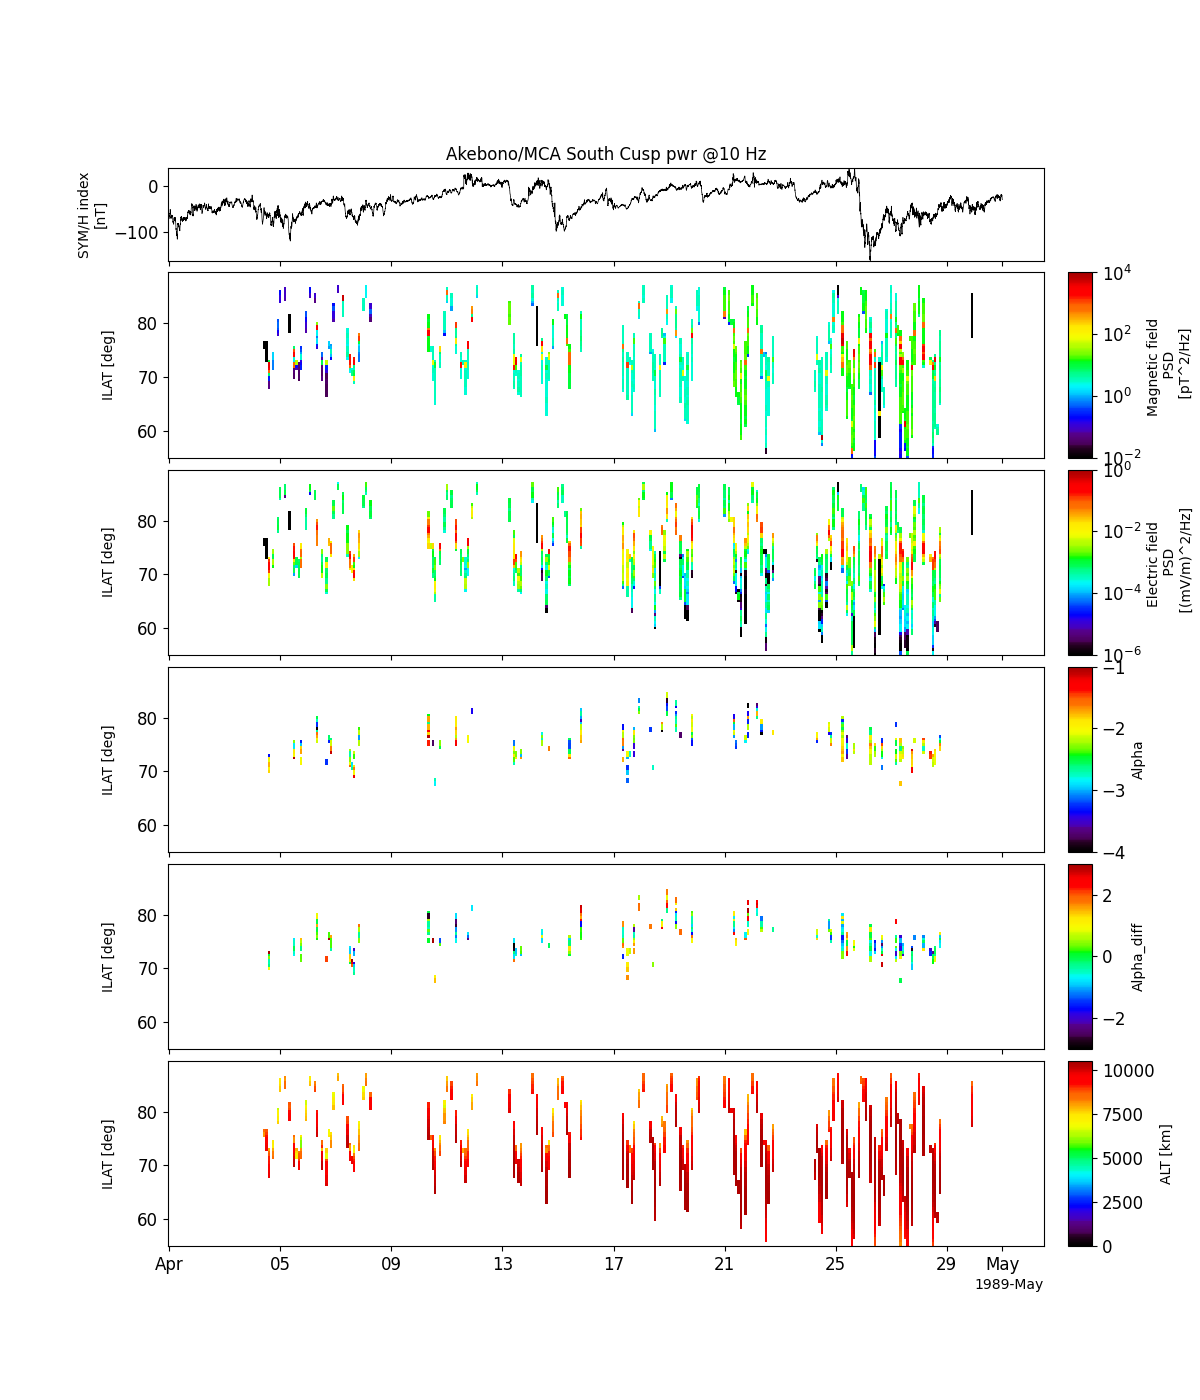 Akebono/MCA South Cusp pwr @10 Hz
SYM/H index
[nT]
0
−100
ILAT [deg]
80
70
60
10^4
10^2
10^0
10^-2
Magnetic field
PSD
[pT^2/Hz]
ILAT [deg]
80
70
60
10^0
10^-2
10^-4
10^-6
Electric field
PSD
[(mV/m)^2/Hz]
ILAT [deg]
80
70
60
−1
−2
−3
−4
Alpha
ILAT [deg]
80
70
60
2
0
−2
Alpha_diff
ILAT [deg]
80
70
60
10000
7500
5000
2500
0
ALT [km]
Apr 05 09 13 17 21 25 29 May
1989-May